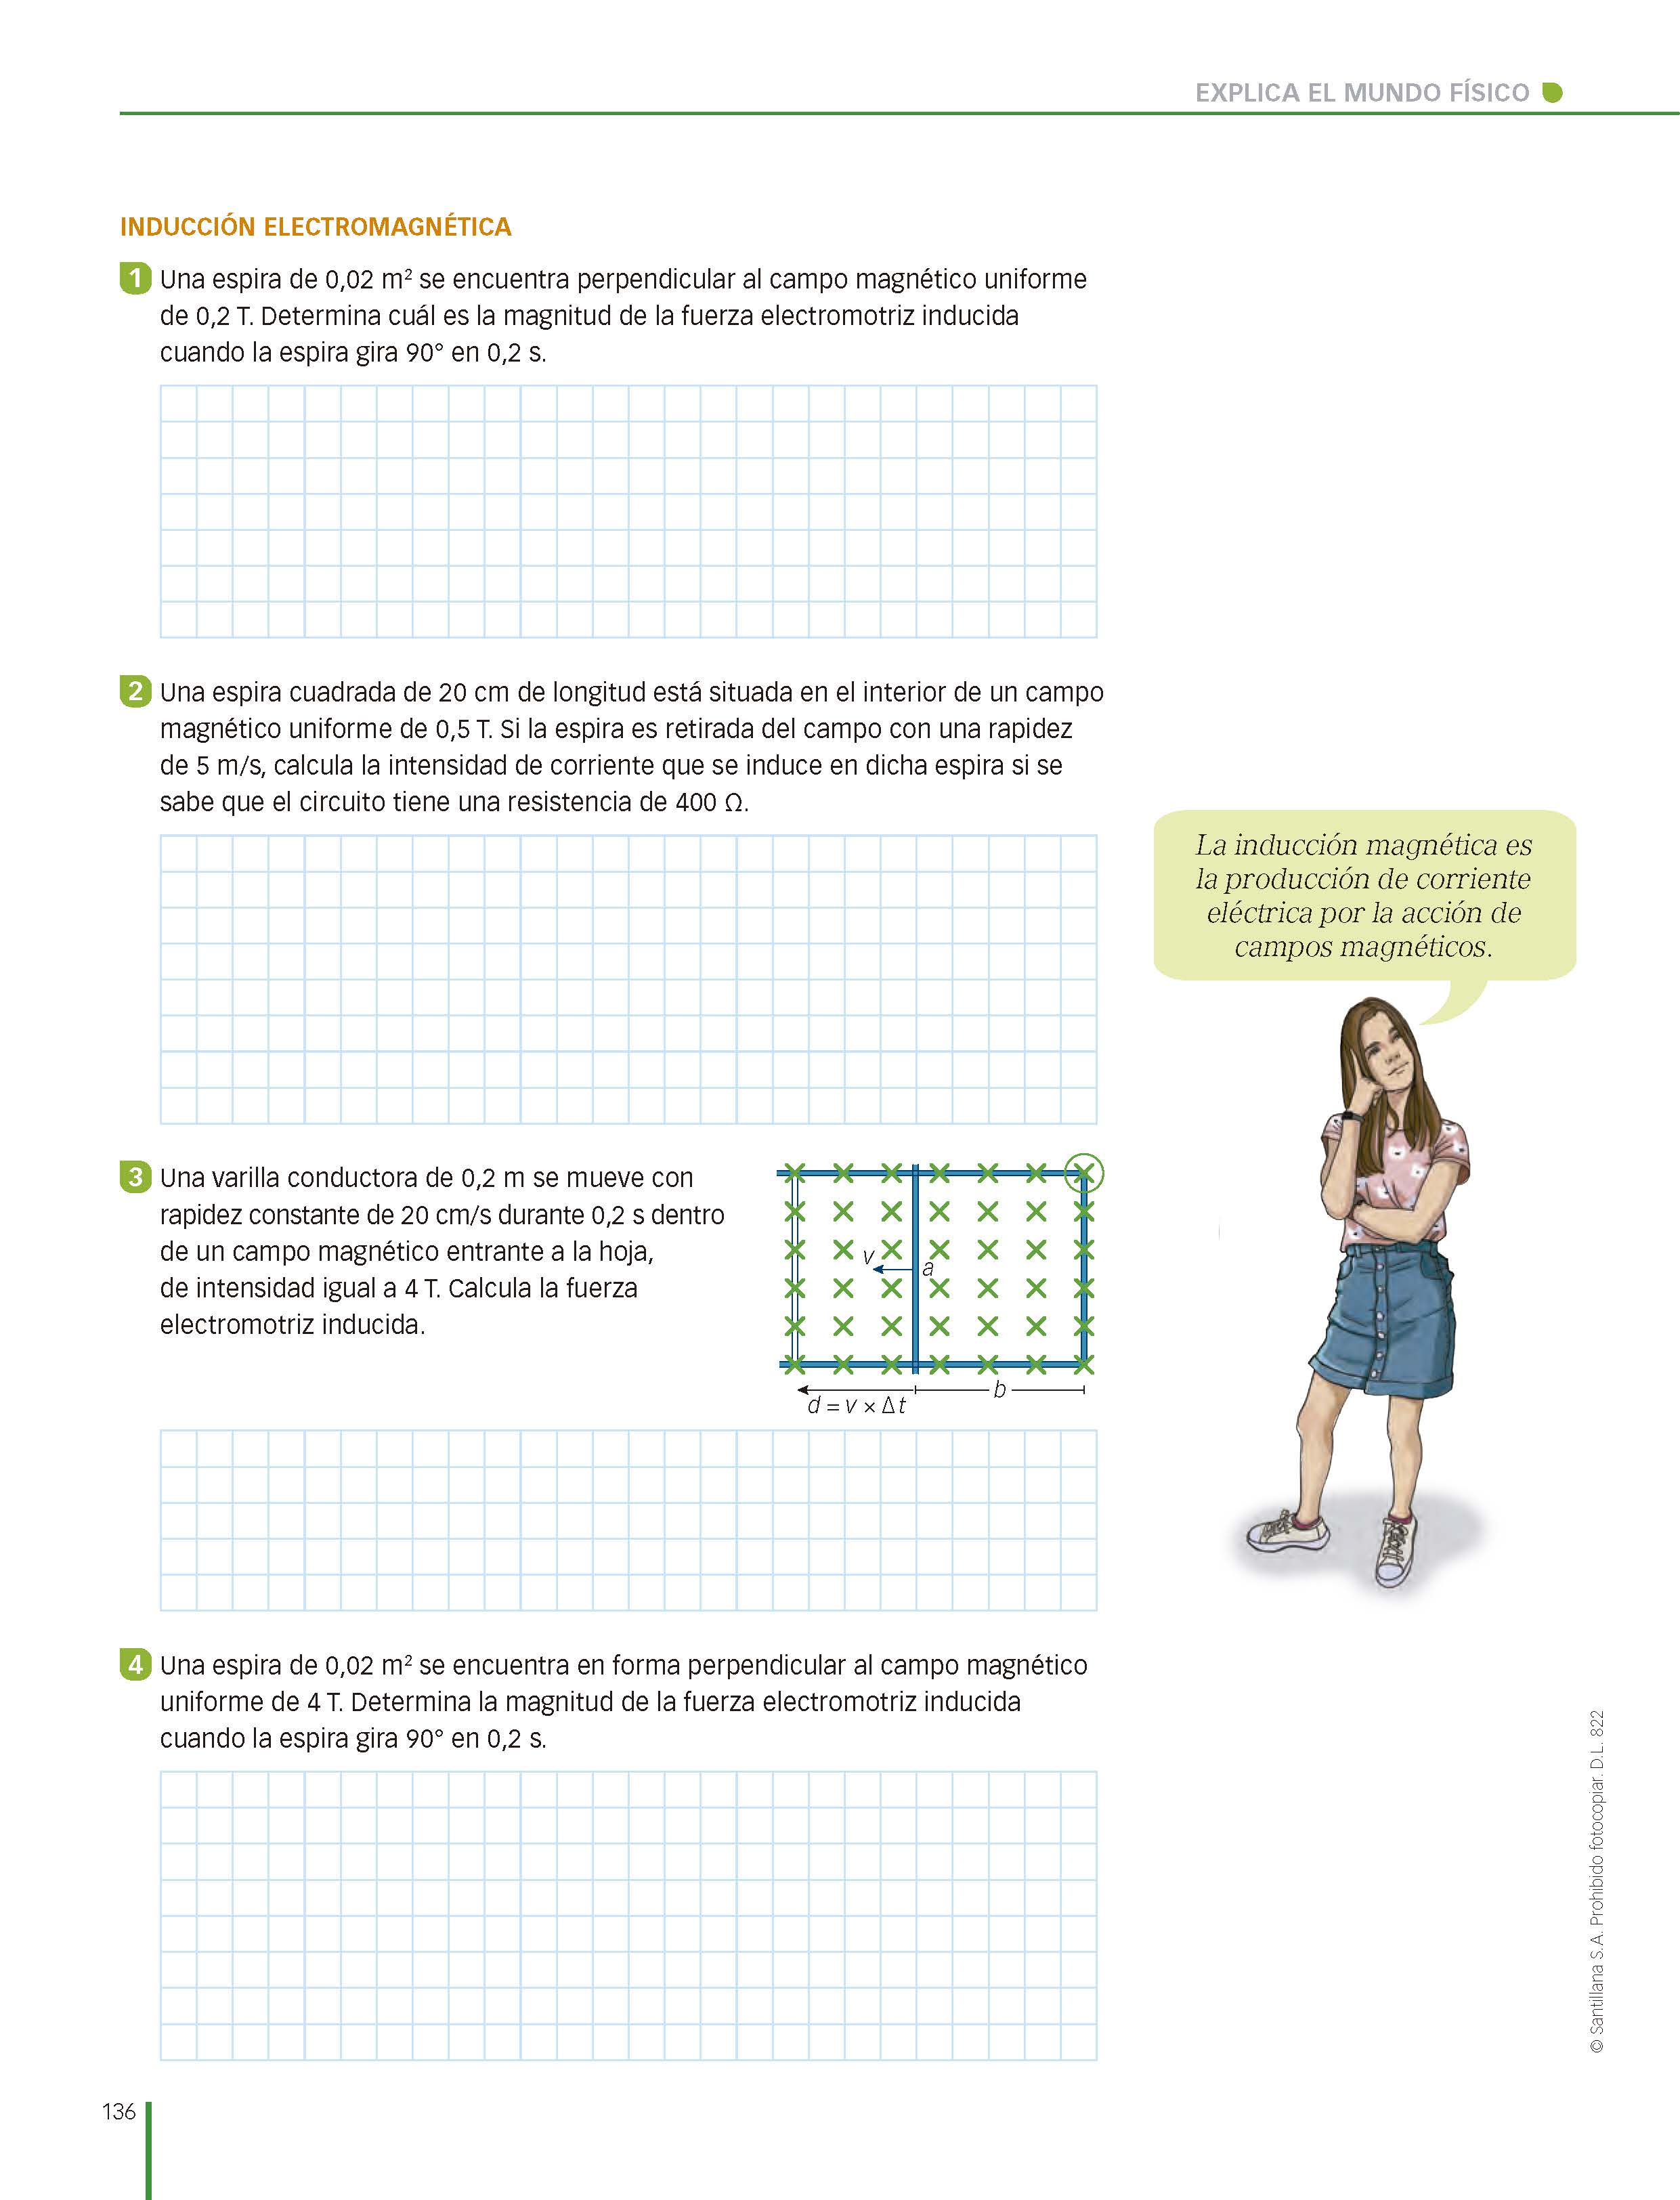 EXPLICA EL MUNDO FÍSICO
INDUCCIÓN ELECTROMAGNÉTICA
1 Una espira de 0,02 m² se encuentra perpendicular al campo magnético uniforme
de 0,2 T. Determina cuál es la magnitud de la fuerza electromotriz inducida
cuando la espira gira 90° en 0,2 s.
2 Una espira cuadrada de 20 cm de longitud está situada en el interior de un campo
magnético uniforme de 0,5 T. Si la espira es retirada del campo con una rapidez
de 5 m/s, calcula la intensidad de corriente que se induce en dicha espira si se
sabe que el circuito tiene una resistencia de 400 Ω.
La inducción magnética es
la producción de corriente
eléctrica por la acción de
campos magnéticos.
3 Una varilla conductora de 0,2 m se mueve con
rapidez constante de 20 cm/s durante 0,2 s dentro
de un campo magnético entrante a la hoja,
de intensidad igual a 4 T. Calcula la fuerza
electromotriz inducida.
v
a
b
d = v × Δt
4 Una espira de 0,02 m² se encuentra en forma perpendicular al campo magnético
uniforme de 4 T. Determina la magnitud de la fuerza electromotriz inducida
cuando la espira gira 90° en 0,2 s.
© Santillana S.A. Prohibido fotocopiar. D.L. 822
136